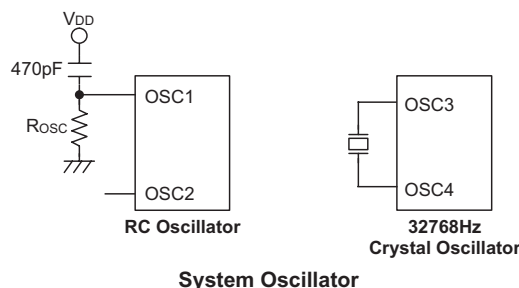 VDD
470pF
OSC1
ROSC
OSC2
RC Oscillator
OSC3
OSC4
32768Hz
Crystal Oscillator
System Oscillator